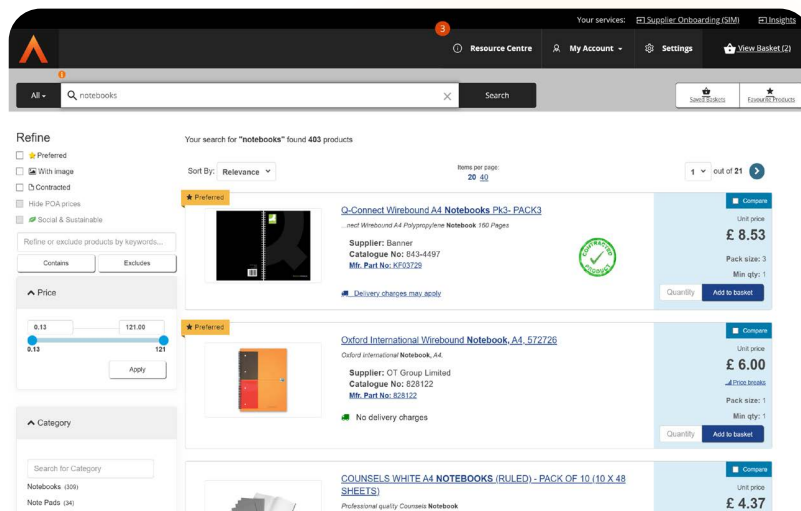 Your services: Supplier Onboarding (SIM) Insights
3
Resource Centre My Account Settings View Basket (2)
All notebooks Search
Saved Baskets Favourite Products
Refine
Your search for "notebooks" found 403 products
Preferred
With image
Contracted
Hide POA prices
Social & Sustainable
Refine or exclude products by keywords...
Contains Excludes
Price
0.13 121.00
0.13 121
Apply
Category
Search for Category
Notebooks (309)
Note Pads (34)
Sort By: Relevance
Items per page:
20 40
1 out of 21
Preferred
Q-Connect Wirebound A4 Notebooks Pk3- PACK3
...nect Wirebound A4 Polypropylene Notebook 160 Pages
Supplier: Banner
Catalogue No: 843-4497
Mfr. Part No: KF03729
Delivery charges may apply
CONTRACTED
PRODUCT
Compare
Unit price
£ 8.53
Pack size: 3
Min qty: 1
Quantity Add to basket
Preferred
Oxford International Wirebound Notebook, A4, 572726
Oxford International Notebook, A4.
Supplier: OT Group Limited
Catalogue No: 828122
Mfr. Part No: 828122
No delivery charges
Compare
Unit price
£ 6.00
Price breaks
Pack size: 1
Min qty: 1
Quantity Add to basket
COUNSELS WHITE A4 NOTEBOOKS (RULED) - PACK OF 10 (10 X 48
SHEETS)
Professional quality Counsels Notebook
Compare
Unit price
£ 4.37